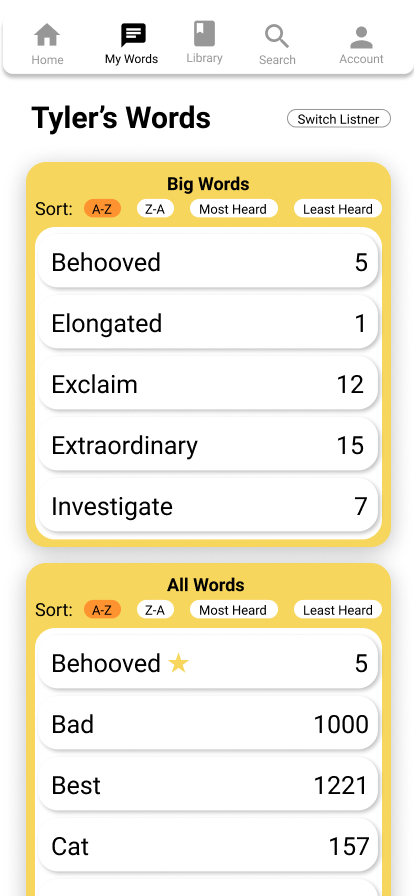 Home My Words Library Search Account
Tyler's Words Switch Listner
Big Words
Sort: A-Z Z-A Most Heard Least Heard
Behooved 5
Elongated 1
Exclaim 12
Extraordinary 15
Investigate 7
All Words
Sort: A-Z Z-A Most Heard Least Heard
Behooved 5
Bad 1000
Best 1221
Cat 157